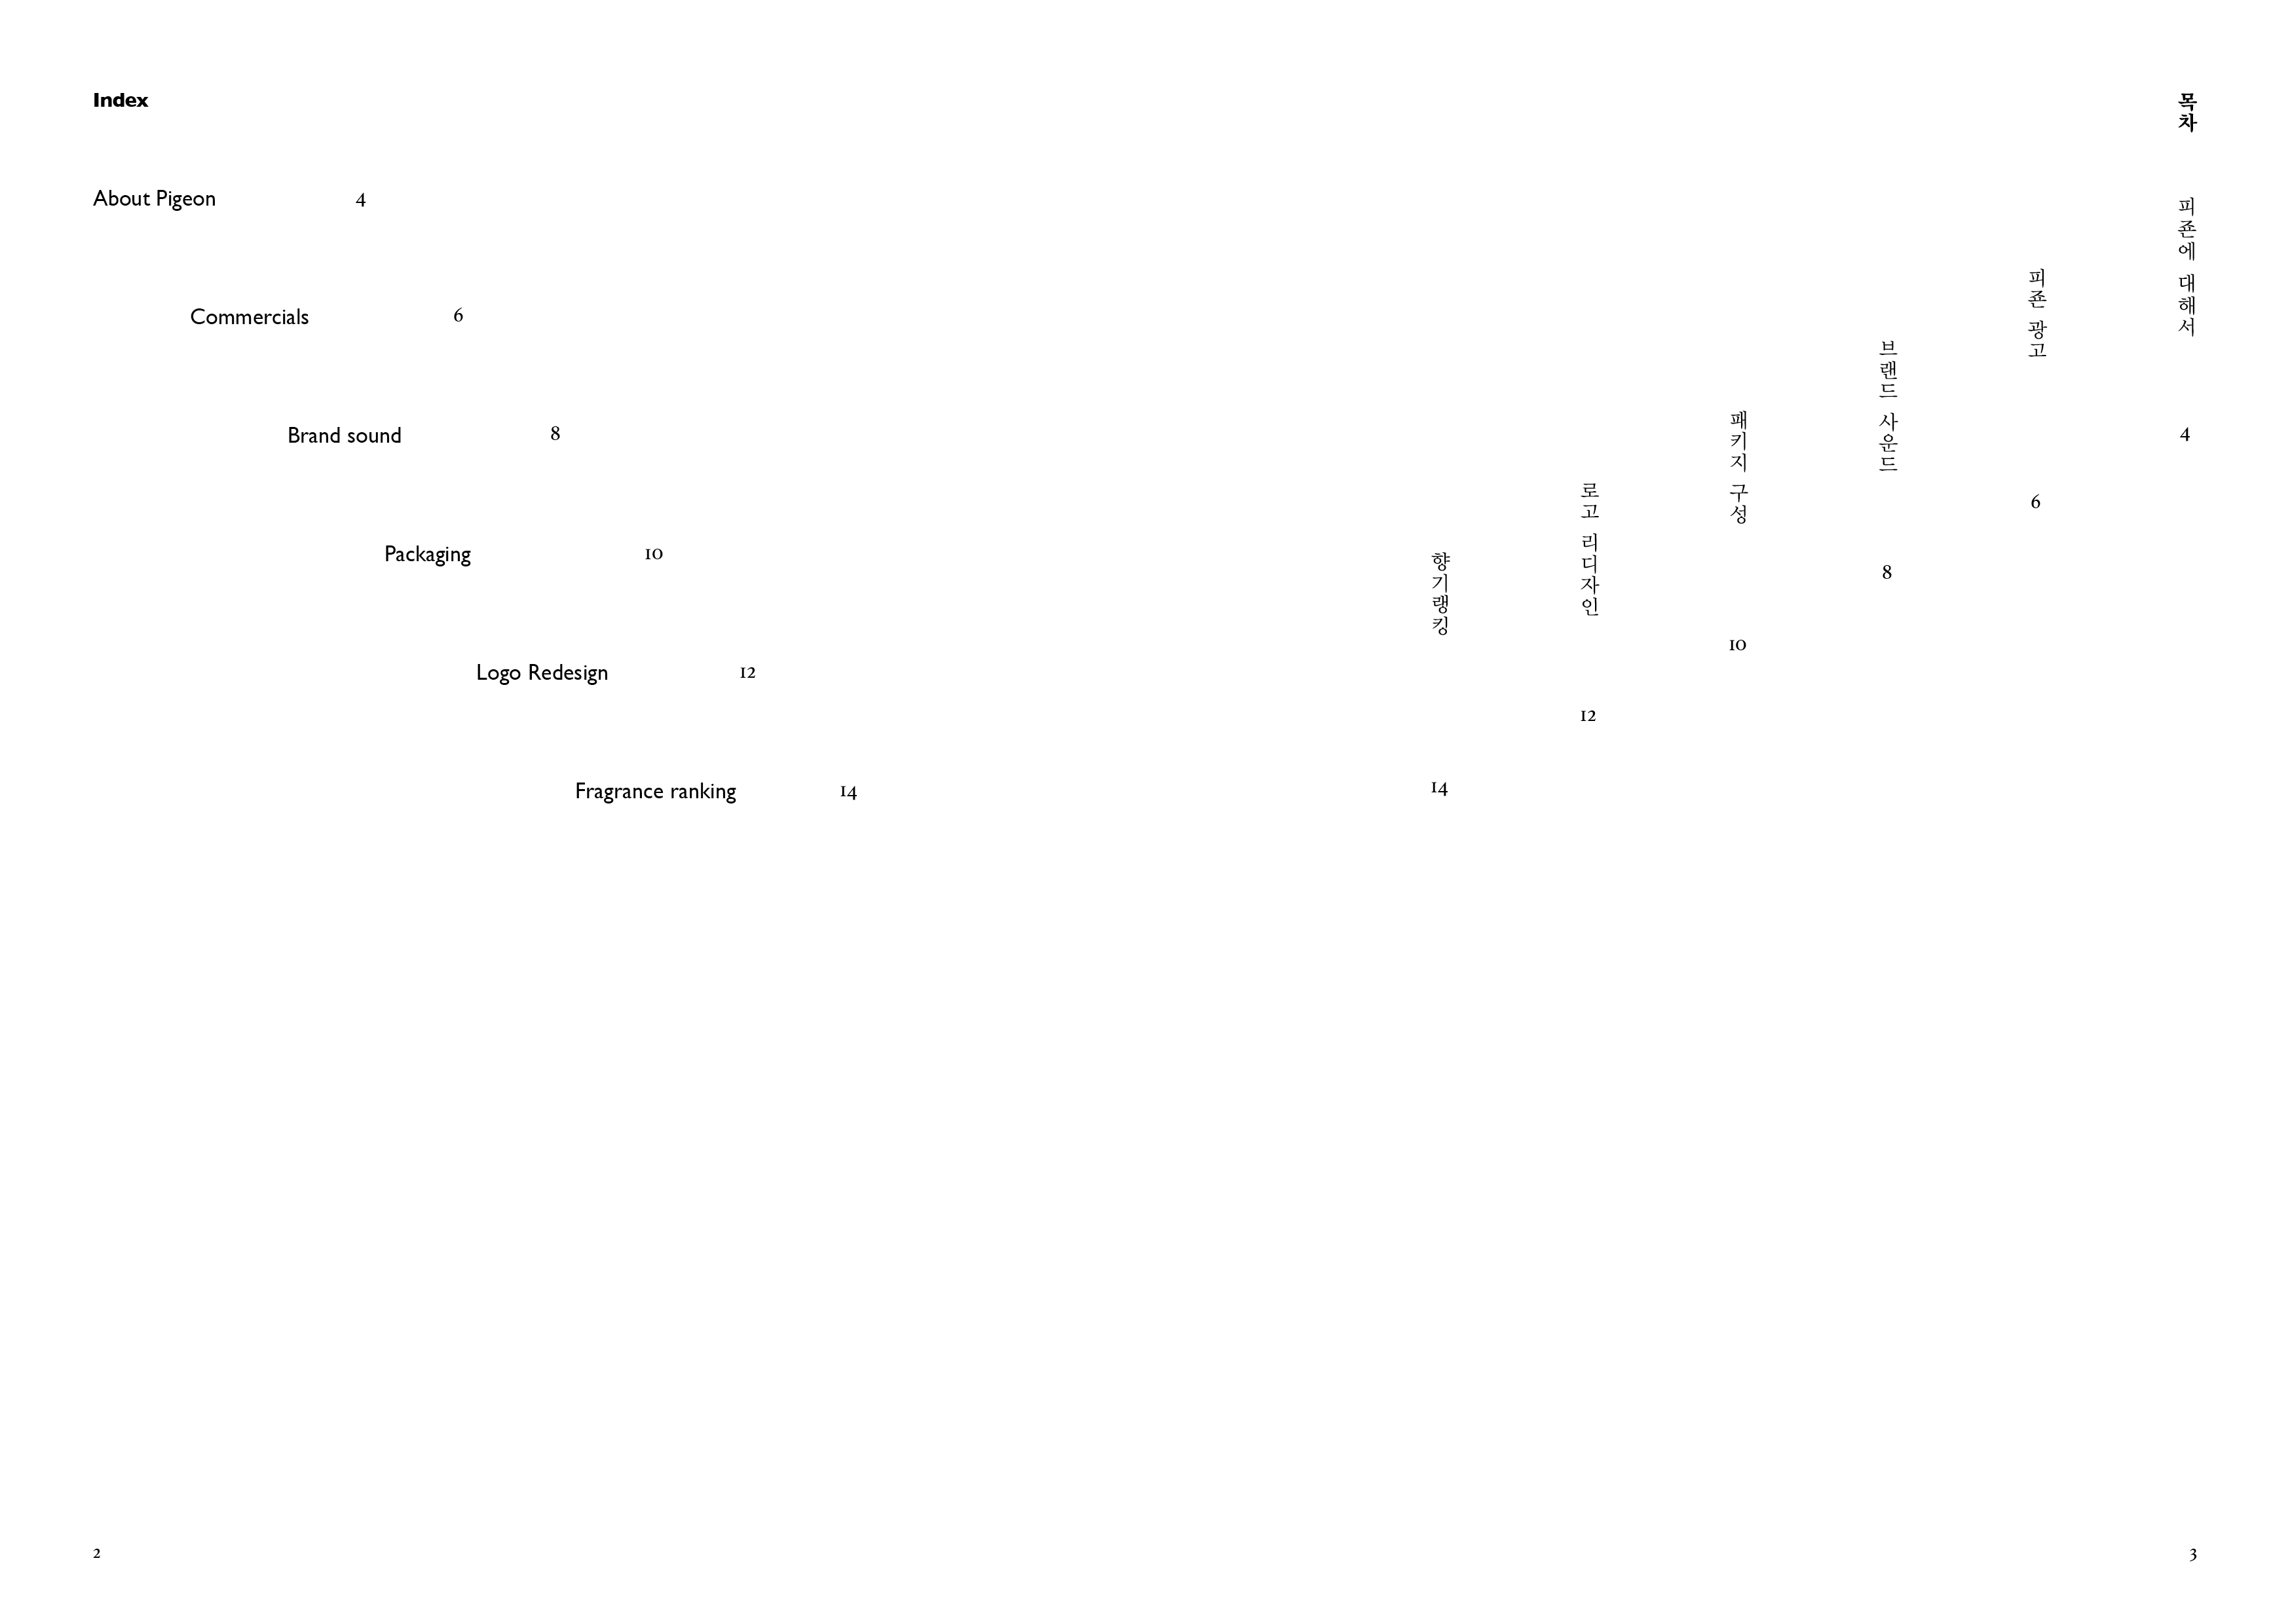 Index
About Pigeon 4
Commercials 6
Brand sound 8
Packaging 10
Logo Redesign 12
Fragrance ranking 14
2
목차
피죤에 대해서 4
피죤 광고 6
브랜드 사운드 8
패키지 구성 10
로고 리디자인 12
향기랭킹 14
3